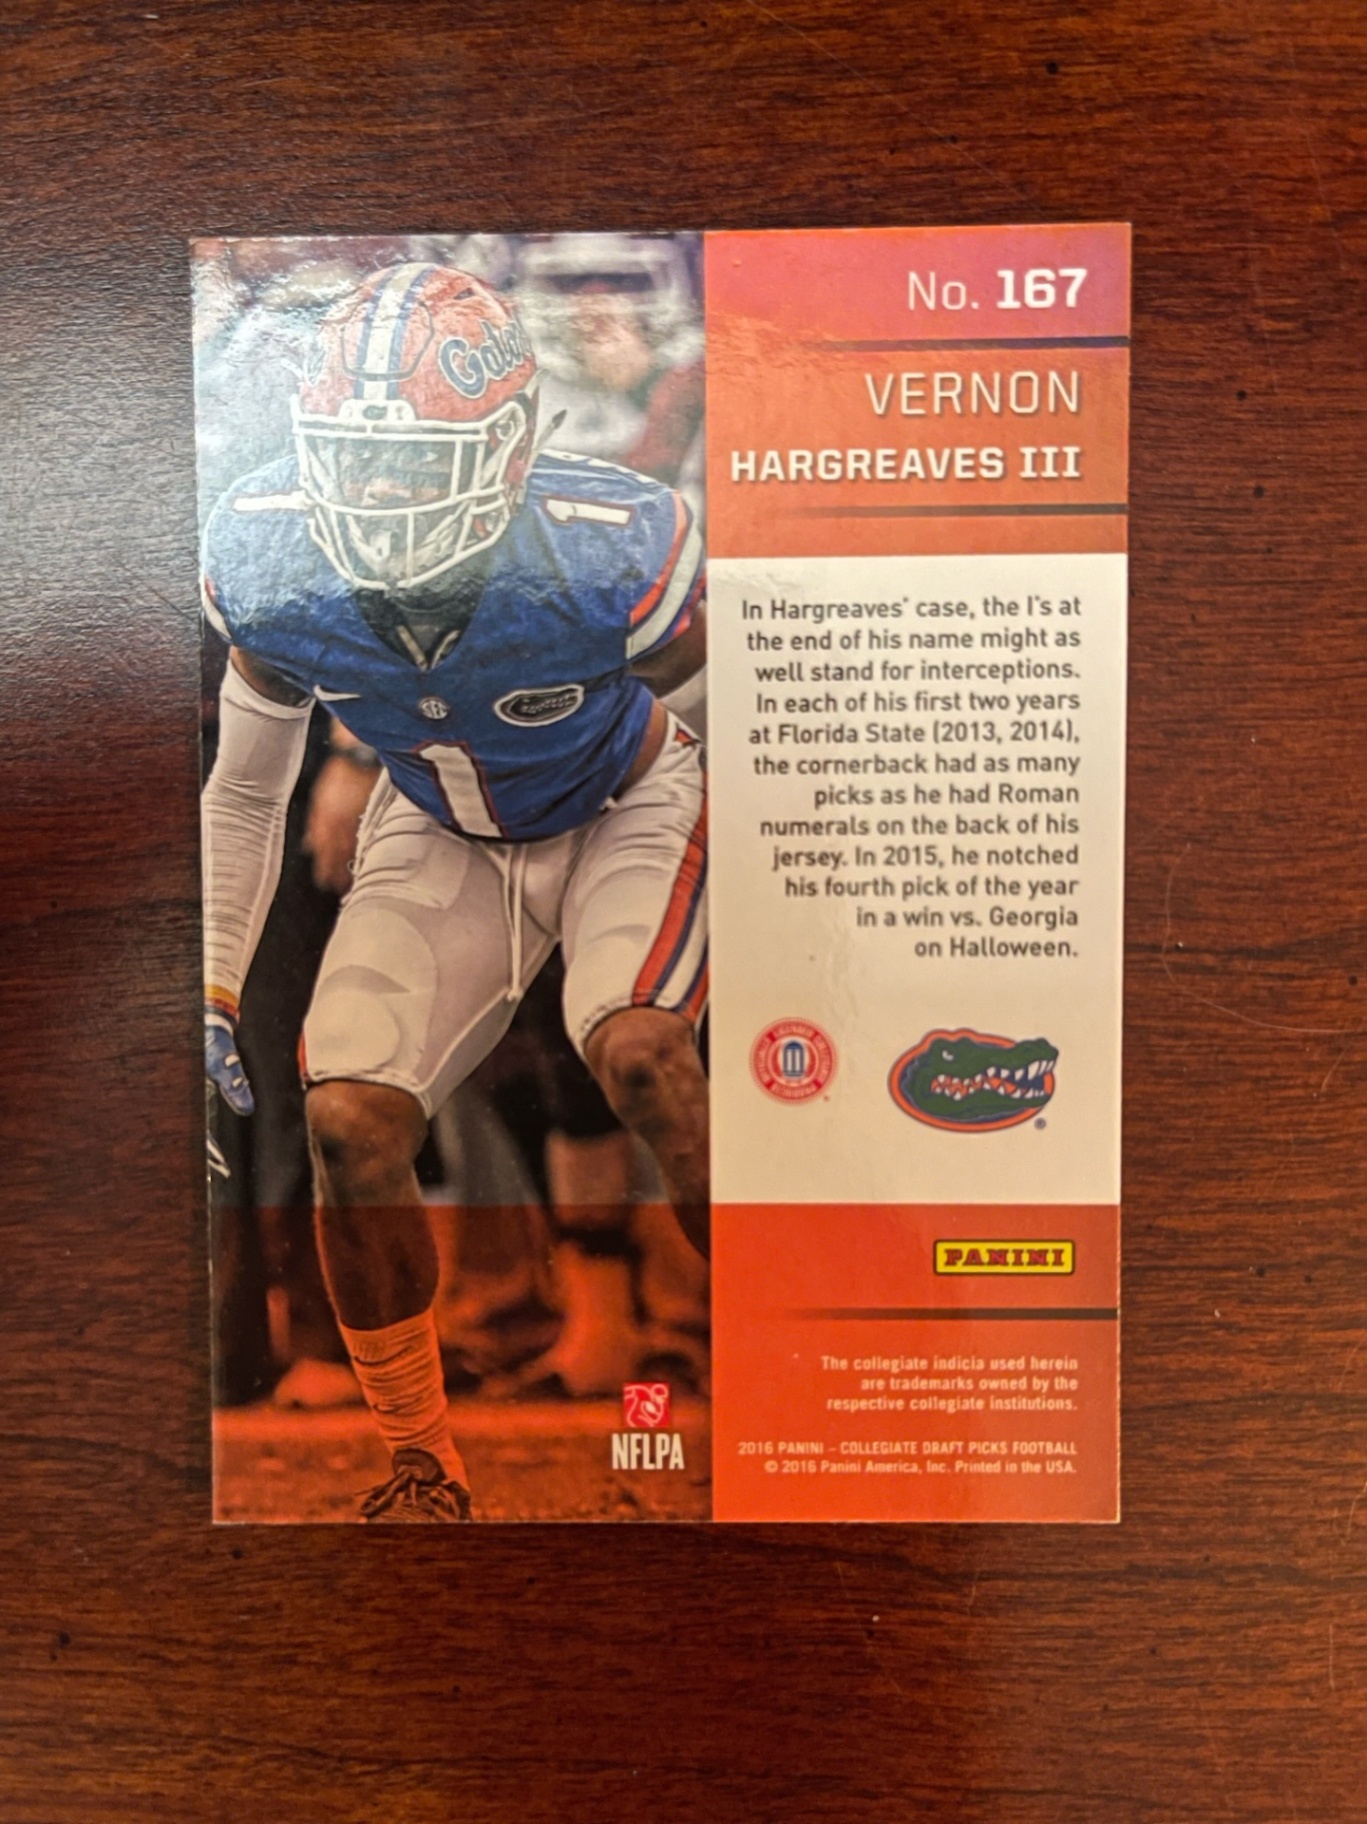 No. 167
VERNON
HARGREAVES III
In Hargreaves' case, the I's at
the end of his name might as
well stand for interceptions.
In each of his first two years
at Florida State (2013, 2014),
the cornerback had as many
picks as he had Roman
numerals on the back of his
jersey. In 2015, he notched
his fourth pick of the year
in a win vs. Georgia
on Halloween.
PANINI
The collegiate indicia used herein
are trademarks owned by the
respective collegiate institutions.
2016 PANINI – COLLEGIATE DRAFT PICKS FOOTBALL
© 2016 Panini America, Inc. Printed in the USA.
NFLPA
1
1
SEC
1